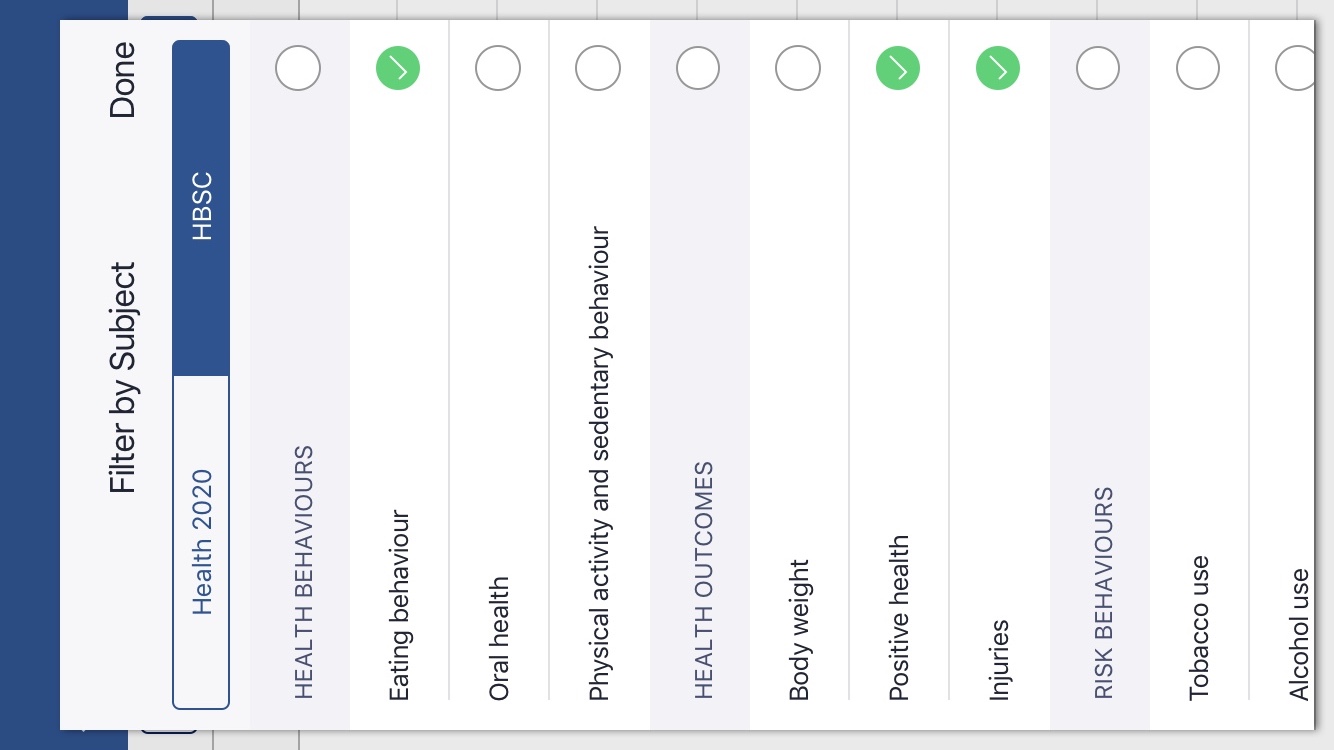 Filter by Subject
Done
Health 2020
HBSC
HEALTH BEHAVIOURS
Eating behaviour
Oral health
Physical activity and sedentary behaviour
HEALTH OUTCOMES
Body weight
Positive health
Injuries
RISK BEHAVIOURS
Tobacco use
Alcohol use